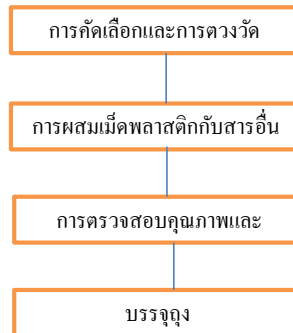 การคัดเลือกและการตวงวัด
การผสมเม็ดพลาสติกกับสารอื่น
การตรวจสอบคุณภาพและ
บรรจุถุง